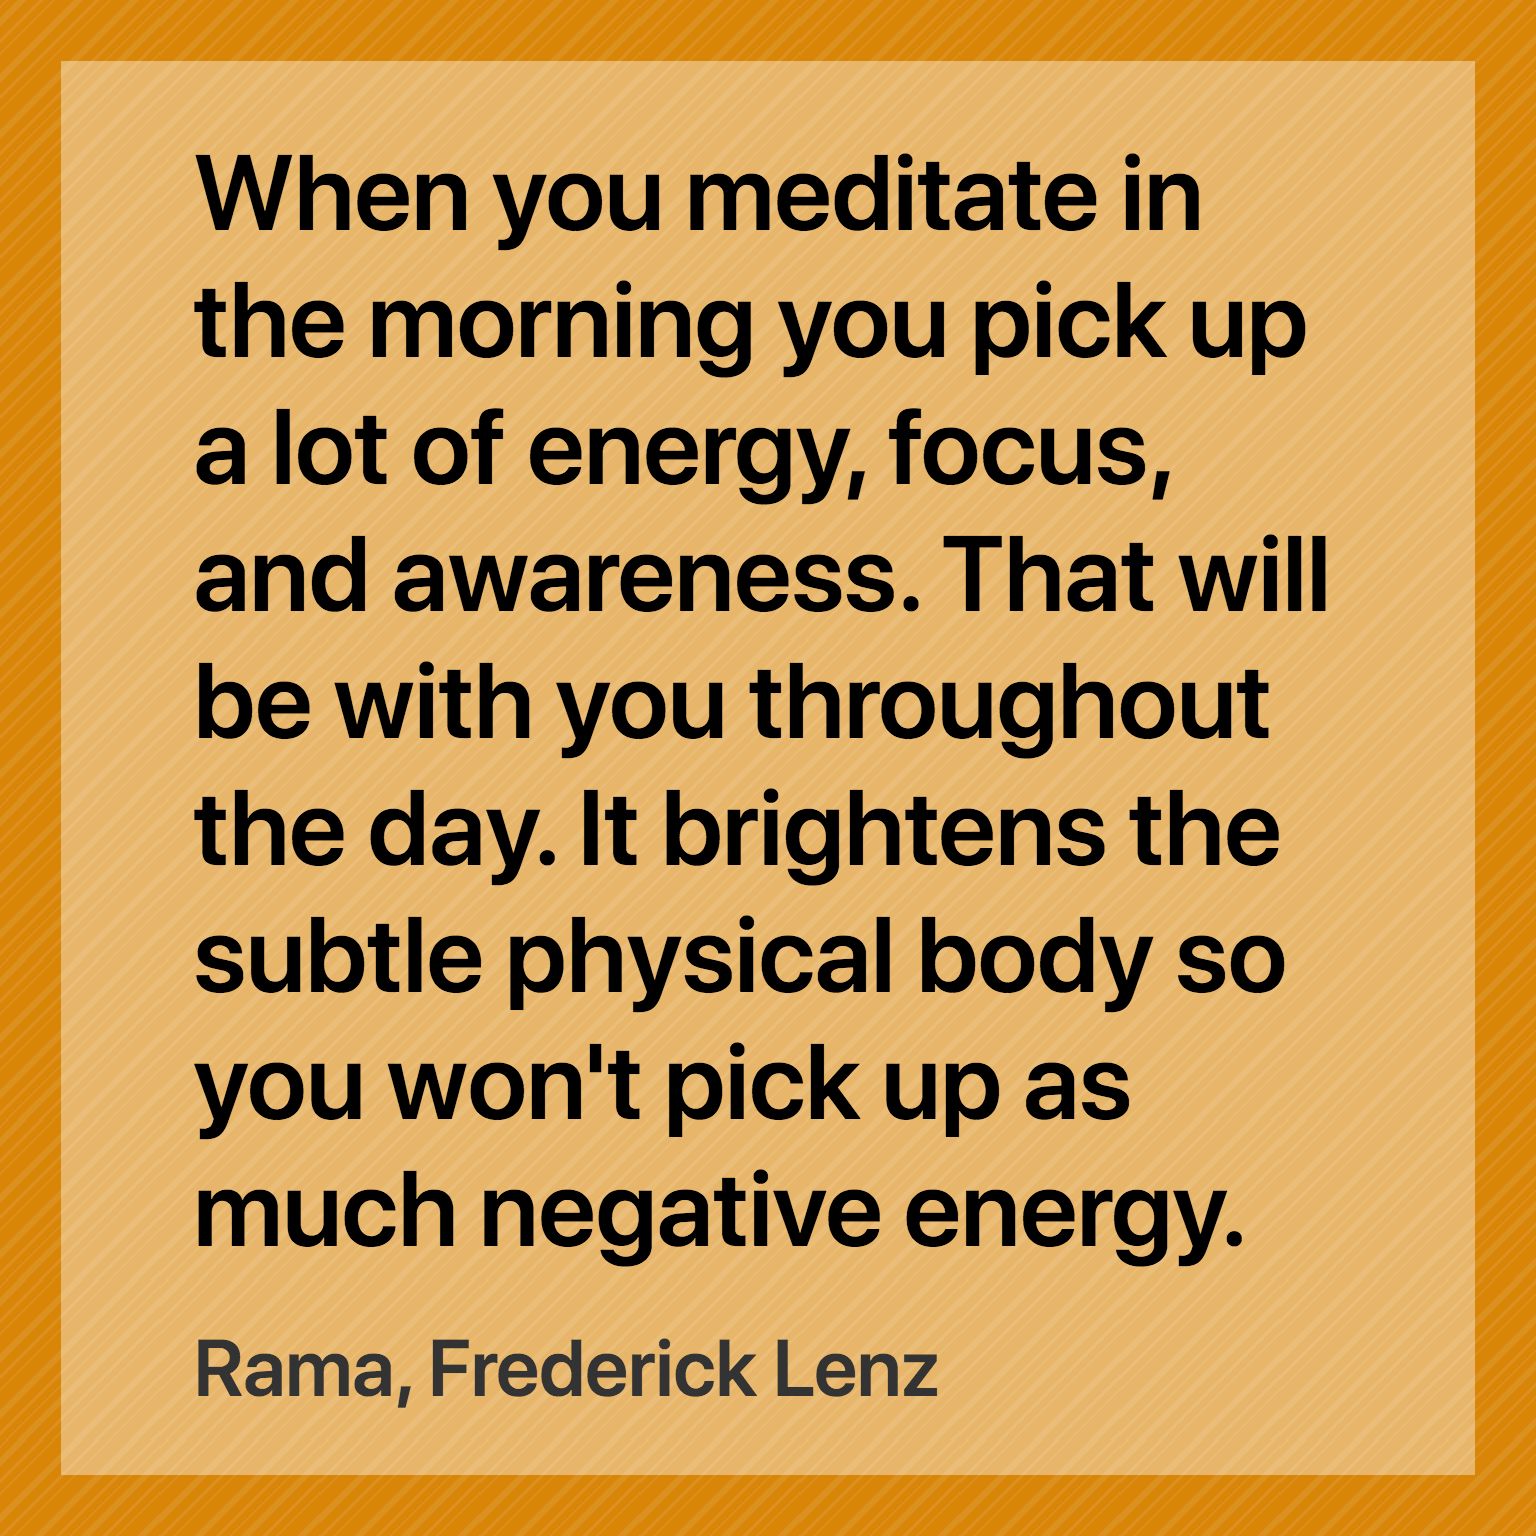 When you meditate in
the morning you pick up
a lot of energy, focus,
and awareness. That will
be with you throughout
the day. It brightens the
subtle physical body so
you won't pick up as
much negative energy.
Rama, Frederick Lenz